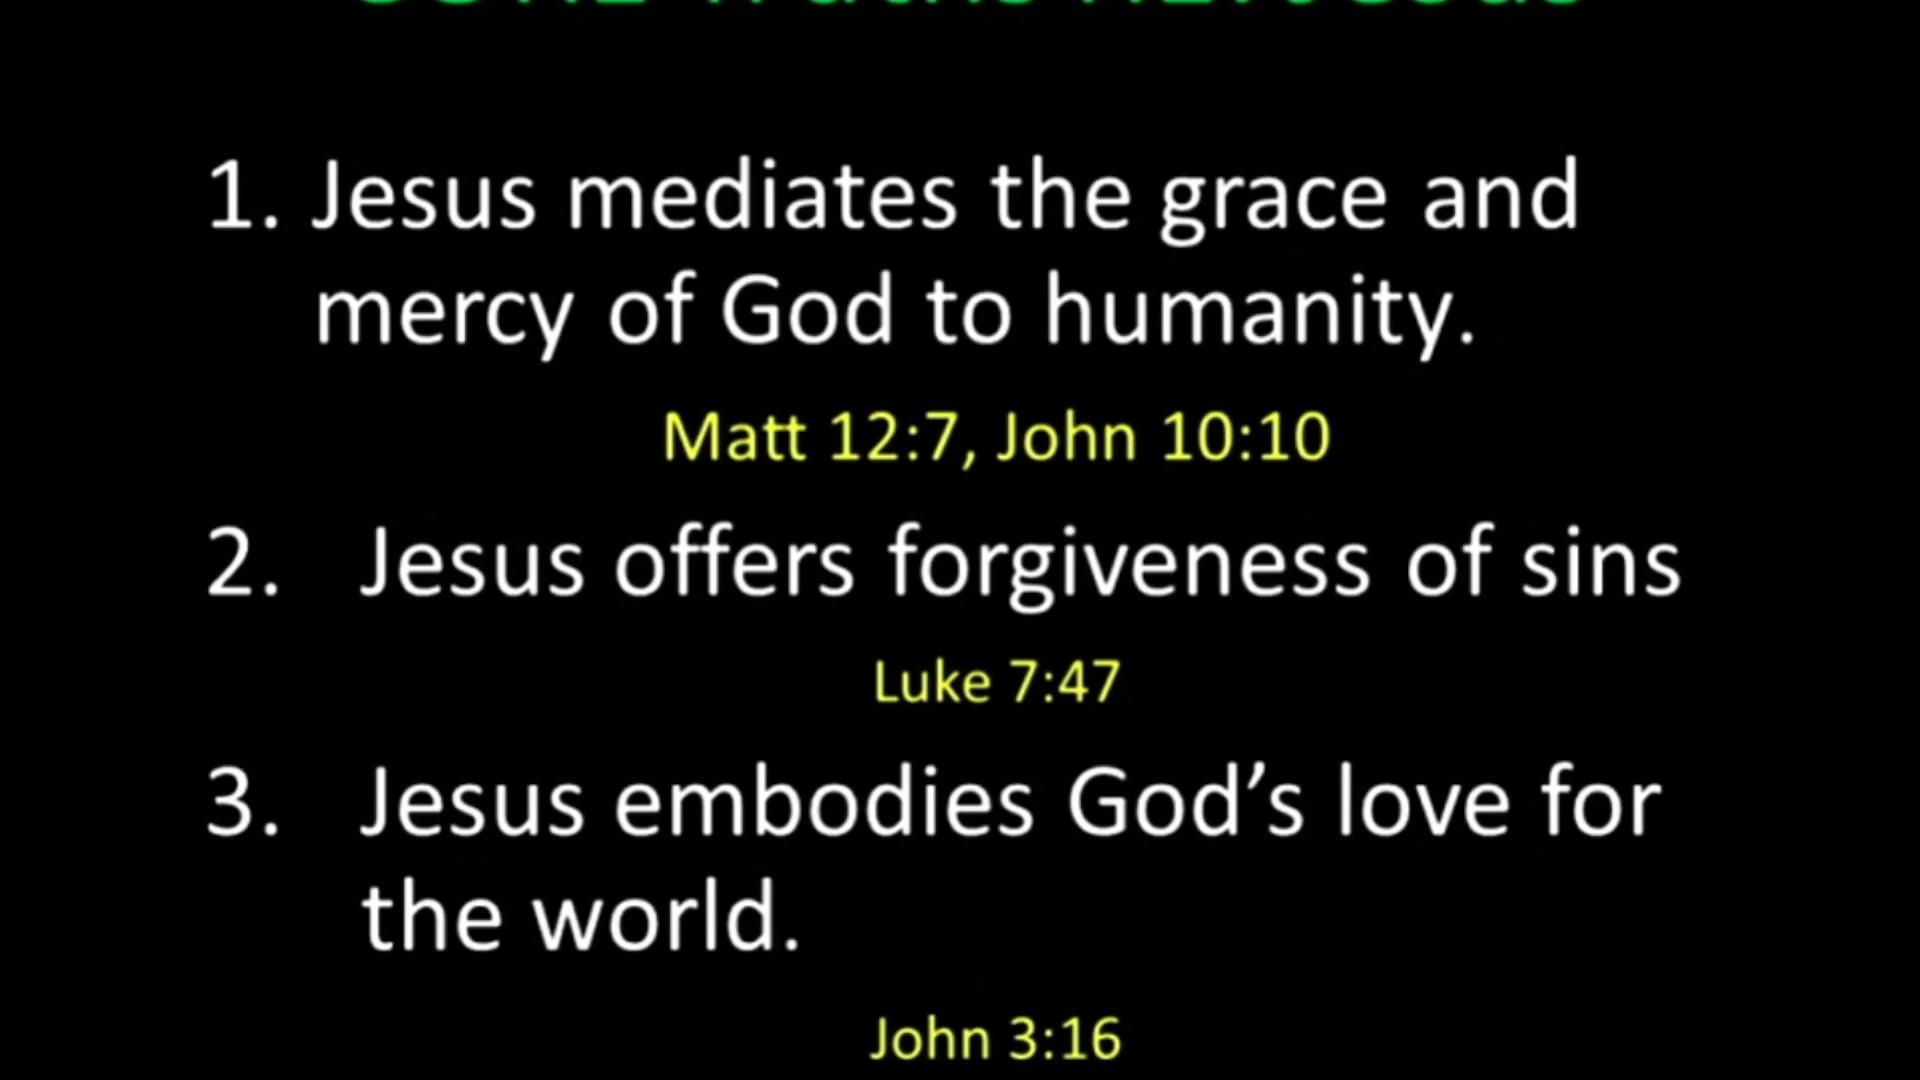 1. Jesus mediates the grace and
mercy of God to humanity.
Matt 12:7, John 10:10
2. Jesus offers forgiveness of sins
Luke 7:47
3. Jesus embodies God’s love for
the world.
John 3:16